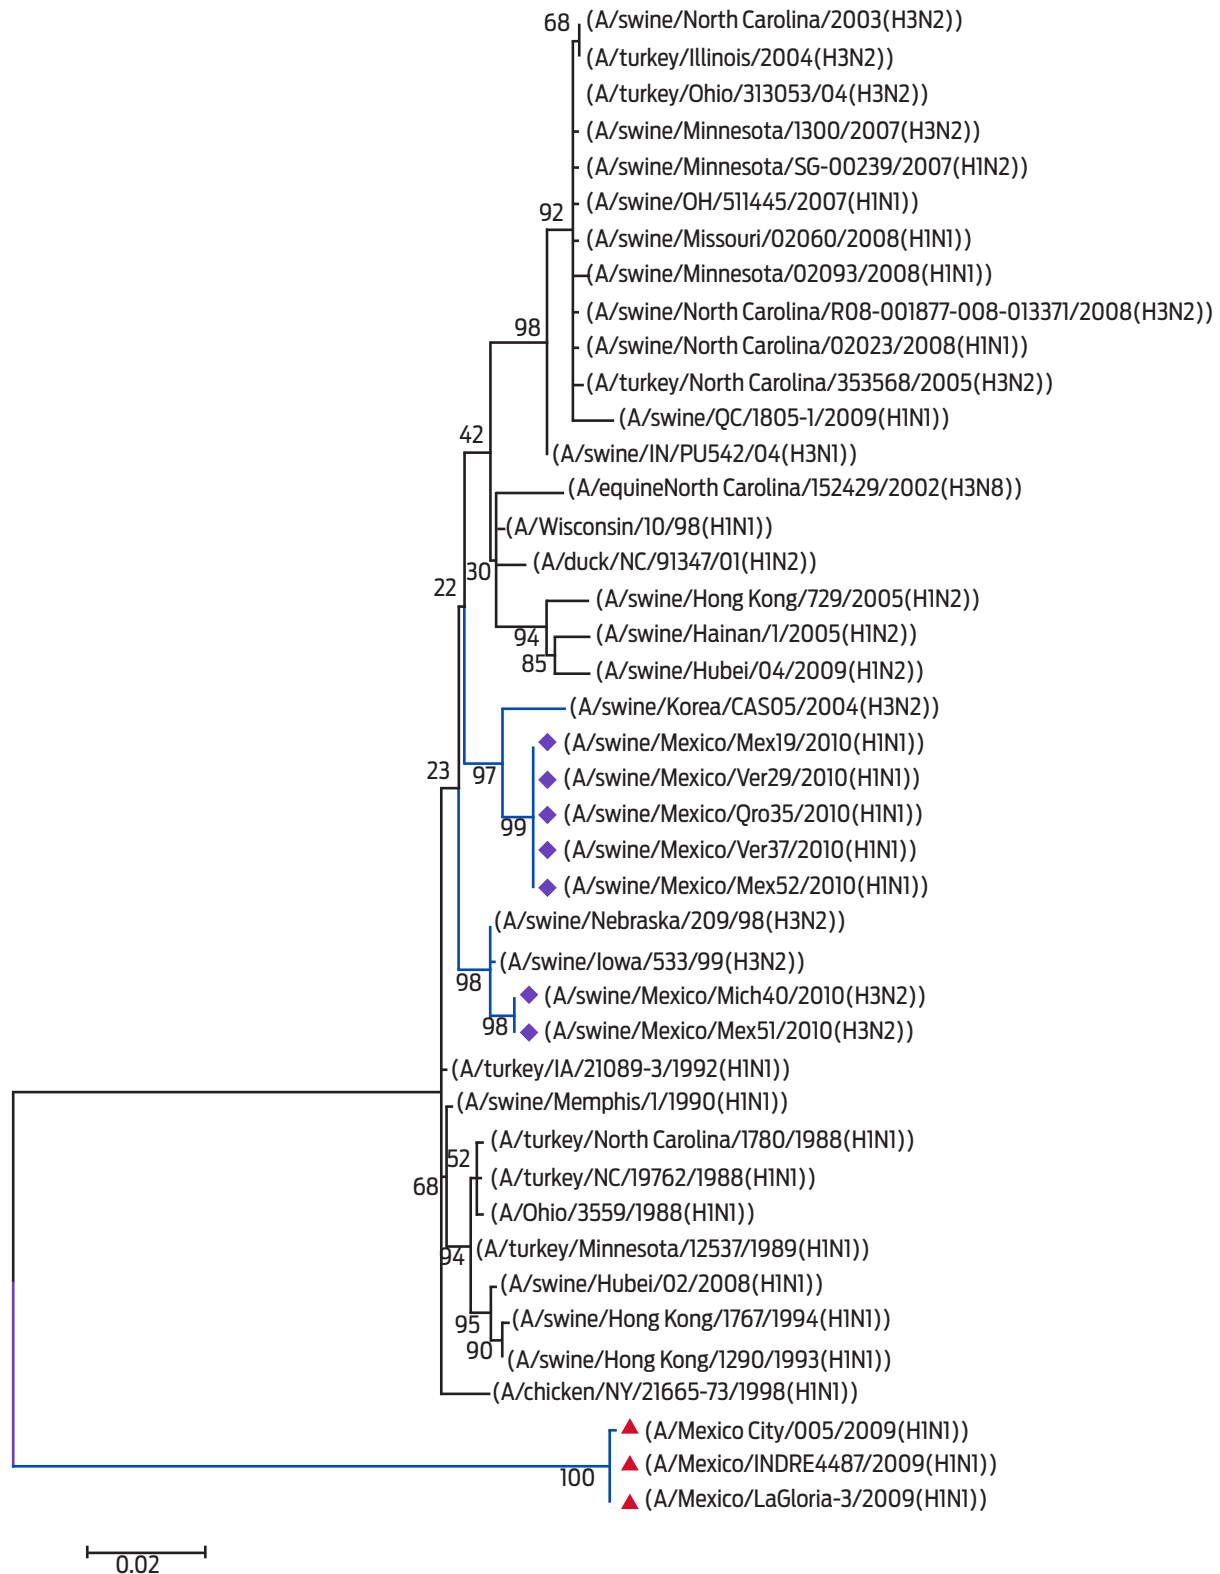 68
(A/swine/North Carolina/2003(H3N2))
(A/turkey/Illinois/2004(H3N2))
(A/turkey/Ohio/313053/04(H3N2))
(A/swine/Minnesota/1300/2007(H3N2))
(A/swine/Minnesota/SG-00239/2007(H1N2))
(A/swine/OH/511445/2007(H1N1))
92
(A/swine/Missouri/02060/2008(H1N1))
(A/swine/Minnesota/02093/2008(H1N1))
(A/swine/North Carolina/R08-001877-008-013371/2008(H3N2))
98
(A/swine/North Carolina/02023/2008(H1N1))
(A/turkey/North Carolina/353568/2005(H3N2))
(A/swine/QC/1805-1/2009(H1N1))
42
(A/swine/IN/PU542/04(H3N1))
(A/equineNorth Carolina/152429/2002(H3N8))
(A/Wisconsin/10/98(H1N1))
(A/duck/NC/91347/01(H1N2))
30
22
(A/swine/Hong Kong/729/2005(H1N2))
(A/swine/Hainan/1/2005(H1N2))
94
85
(A/swine/Hubei/04/2009(H1N2))
(A/swine/Korea/CAS05/2004(H3N2))
(A/swine/Mexico/Mex19/2010(H1N1))
23
97
(A/swine/Mexico/Ver29/2010(H1N1))
(A/swine/Mexico/Qro35/2010(H1N1))
99
(A/swine/Mexico/Ver37/2010(H1N1))
(A/swine/Mexico/Mex52/2010(H1N1))
(A/swine/Nebraska/209/98(H3N2))
(A/swine/Iowa/533/99(H3N2))
98
(A/swine/Mexico/Mich40/2010(H3N2))
98
(A/swine/Mexico/Mex51/2010(H3N2))
(A/turkey/IA/21089-3/1992(H1N1))
(A/swine/Memphis/1/1990(H1N1))
(A/turkey/North Carolina/1780/1988(H1N1))
52
(A/turkey/NC/19762/1988(H1N1))
68
(A/Ohio/3559/1988(H1N1))
(A/turkey/Minnesota/12537/1989(H1N1))
94
(A/swine/Hubei/02/2008(H1N1))
(A/swine/Hong Kong/1767/1994(H1N1))
95
90
(A/swine/Hong Kong/1290/1993(H1N1))
(A/chicken/NY/21665-73/1998(H1N1))
(A/Mexico City/005/2009(H1N1))
(A/Mexico/INDRE4487/2009(H1N1))
100
(A/Mexico/LaGloria-3/2009(H1N1))
0.02